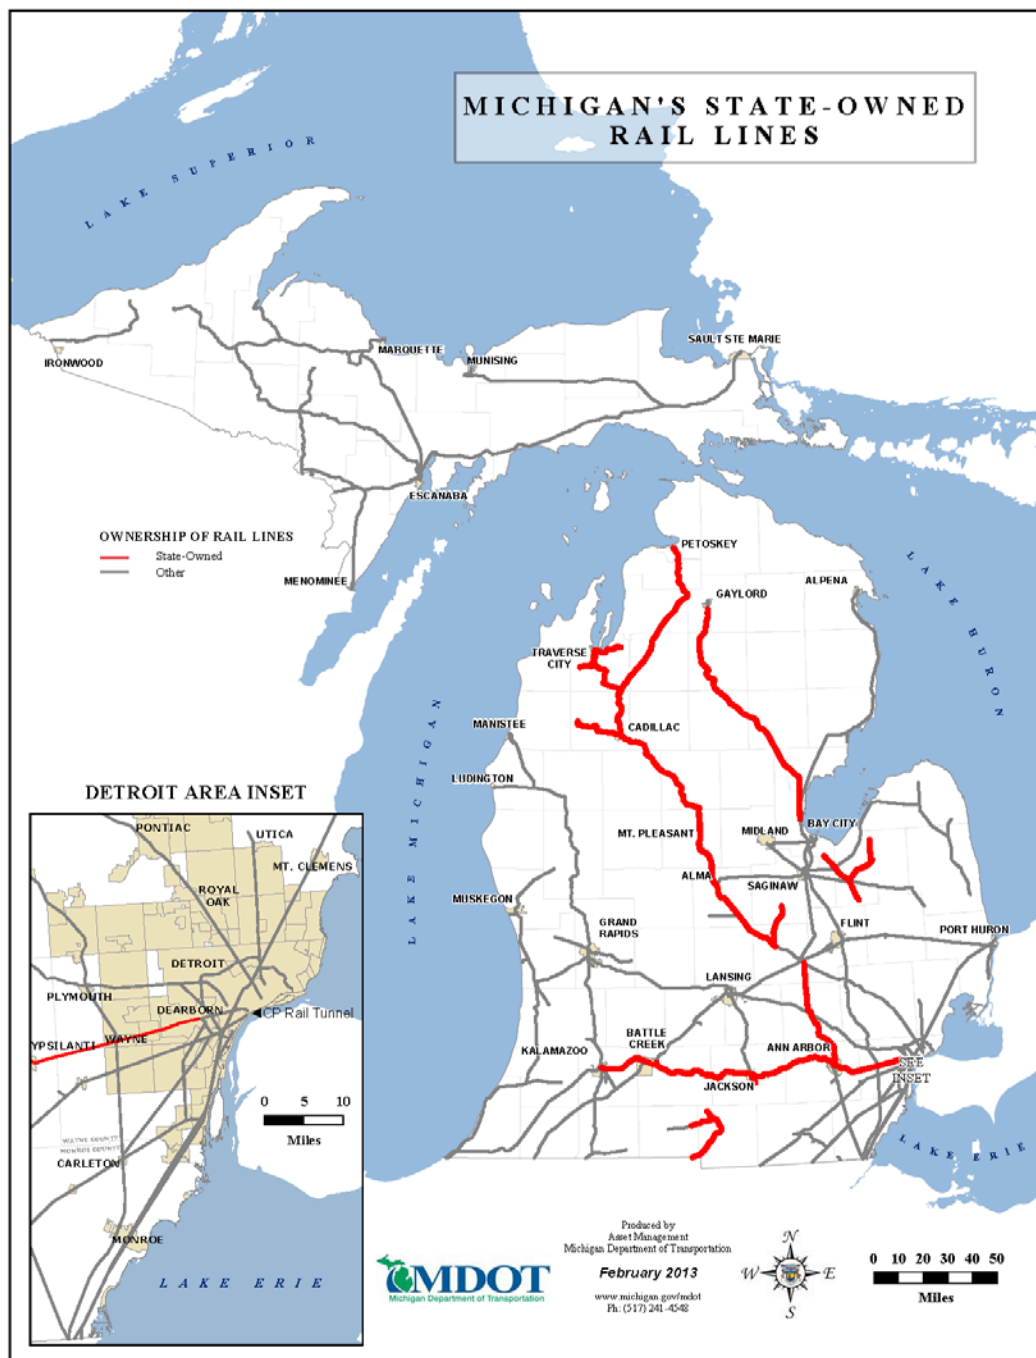 MICHIGAN'S STATE-OWNED
RAIL LINES
LAKE SUPERIOR
IRONWOOD
MARQUETTE
MUNISING
SAULT STE MARIE
ESCANABA
MENOMINEE
OWNERSHIP OF RAIL LINES
State-Owned
Other
PETOSKEY
GAYLORD
ALPENA
LAKE HURON
TRAVERSE
CITY
LAKE MICHIGAN
MANISTEE
CADILLAC
LUDINGTON
MT. PLEASANT
MIDLAND
BAY CITY
ALMA
SAGINAW
MUSKEGON
GRAND
RAPIDS
FLINT
PORT HURON
LANSING
KALAMAZOO
BATTLE
CREEK
JACKSON
ANN ARBOR
SEE
INSET
LAKE ERIE
DETROIT AREA INSET
PONTIAC
UTICA
MT. CLEMENS
ROYAL
OAK
DETROIT
PLYMOUTH
DEARBORN
CP Rail Tunnel
YPSILANTI
WAYNE
0 5 10
Miles
WAYNE COUNTY
MONROE COUNTY
CARLETON
MONROE
LAKE ERIE
MDOT
Michigan Department of Transportation
Produced by
Asset Management
Michigan Department of Transportation
February 2013
www.michigan.gov/mdot
Ph: (517) 241-4548
N
W E
S
0 10 20 30 40 50
Miles